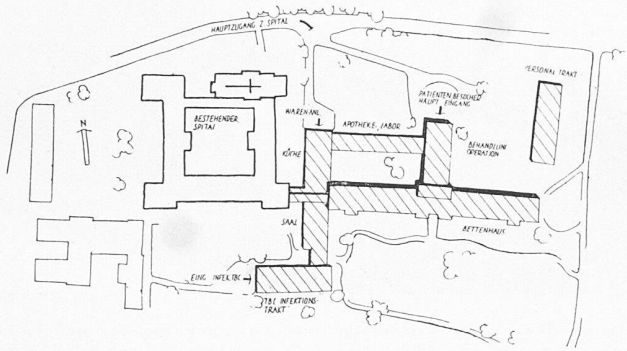 HAUPTZUGANG Z. SPITAL
PERSONAL TRAKT
PATIENTEN BESUCHER
HAUPT EINGANG
N
BESTEHENDER
SPITAL
WARENANL.
APOTHEKE, LABOR
KÜCHE
BEHANDLUNG
OPERATION
SAAL
BETTENHAUS
EING. INFEK. TBC
TBC INFEKTIONS-
TRAKT